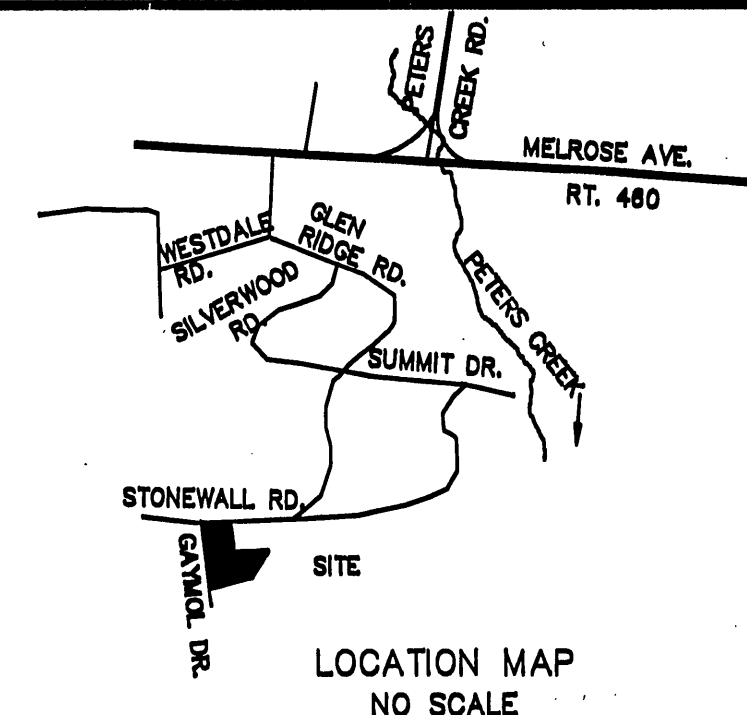 PETERS
CREEK RD.
MELROSE AVE.
RT. 460
GLEN
RIDGE RD.
WESTDALE
RD.
SILVERWOOD
RD.
PETERS CREEK
SUMMIT DR.
STONEWALL RD.
GAYMOL DR.
SITE
LOCATION MAP
NO SCALE